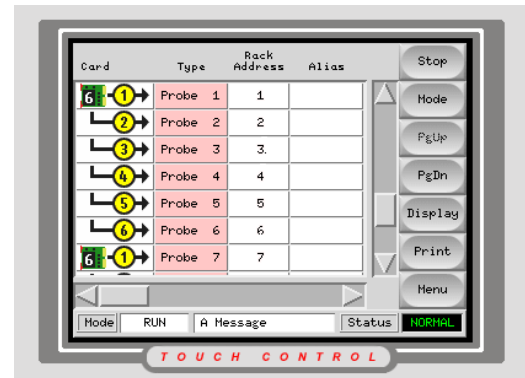 Card Type Rack Address Alias Stop
6 1 Probe 1 1 Mode
2 Probe 2 2 PgUp
3 Probe 3 3.
4 Probe 4 4 PgDn
5 Probe 5 5 Display
6 Probe 6 6
6 1 Probe 7 7 Print
Menu
Mode RUN A Message Status NORMAL
TOUCH CONTROL